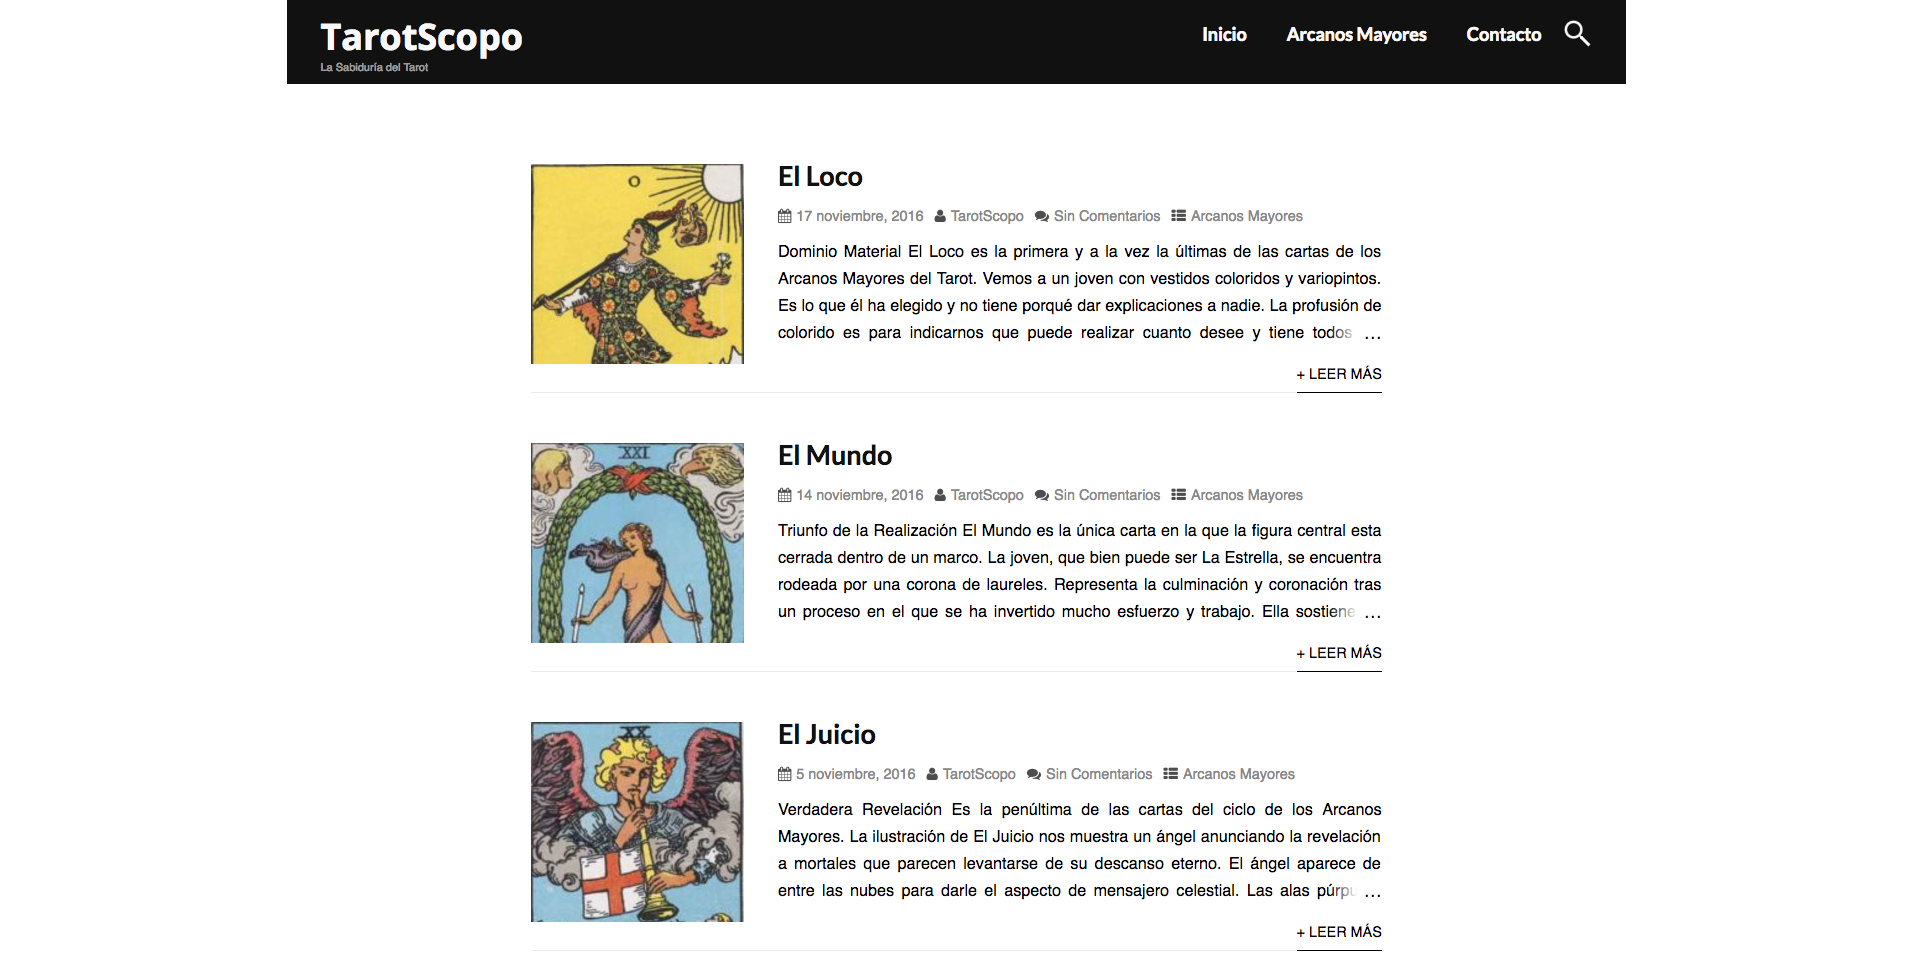 TarotScopo
La Sabiduría del Tarot
Inicio
Arcanos Mayores
Contacto
O
El Loco
17 noviembre, 2016 TarotScopo Sin Comentarios Arcanos Mayores
Dominio Material El Loco es la primera y a la vez la últimas de las cartas de los
Arcanos Mayores del Tarot. Vemos a un joven con vestidos coloridos y variopintos.
Es lo que él ha elegido y no tiene porqué dar explicaciones a nadie. La profusión de
colorido es para indicarnos que puede realizar cuanto desee y tiene todos ...
+ LEER MÁS
XXI
El Mundo
14 noviembre, 2016 TarotScopo Sin Comentarios Arcanos Mayores
Triunfo de la Realización El Mundo es la única carta en la que la figura central esta
cerrada dentro de un marco. La joven, que bien puede ser La Estrella, se encuentra
rodeada por una corona de laureles. Representa la culminación y coronación tras
un proceso en el que se ha invertido mucho esfuerzo y trabajo. Ella sostiene ...
+ LEER MÁS
XX
El Juicio
5 noviembre, 2016 TarotScopo Sin Comentarios Arcanos Mayores
Verdadera Revelación Es la penúltima de las cartas del ciclo de los Arcanos
Mayores. La ilustración de El Juicio nos muestra un ángel anunciando la revelación
a mortales que parecen levantarse de su descanso eterno. El ángel aparece de
entre las nubes para darle el aspecto de mensajero celestial. Las alas púrpu ...
+ LEER MÁS